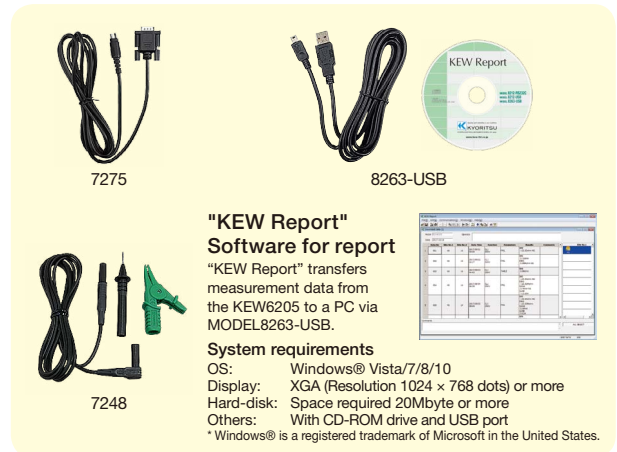 KEW Report
KYORITSU
7275
8263-USB
"KEW Report"
Software for report
“KEW Report” transfers
measurement data from
the KEW6205 to a PC via
MODEL8263-USB.
System requirements
OS: Windows® Vista/7/8/10
Display: XGA (Resolution 1024 × 768 dots) or more
Hard-disk: Space required 20Mbyte or more
Others: With CD-ROM drive and USB port
* Windows® is a registered trademark of Microsoft in the United States.
7248